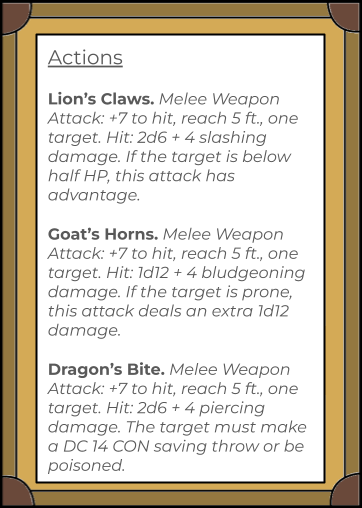 Actions
Lion's Claws. Melee Weapon
Attack: +7 to hit, reach 5 ft., one
target. Hit: 2d6 + 4 slashing
damage. If the target is below
half HP, this attack has
advantage.
Goat's Horns. Melee Weapon
Attack: +7 to hit, reach 5 ft., one
target. Hit: 1d12 + 4 bludgeoning
damage. If the target is prone,
this attack deals an extra 1d12
damage.
Dragon's Bite. Melee Weapon
Attack: +7 to hit, reach 5 ft., one
target. Hit: 2d6 + 4 piercing
damage. The target must make
a DC 14 CON saving throw or be
poisoned.